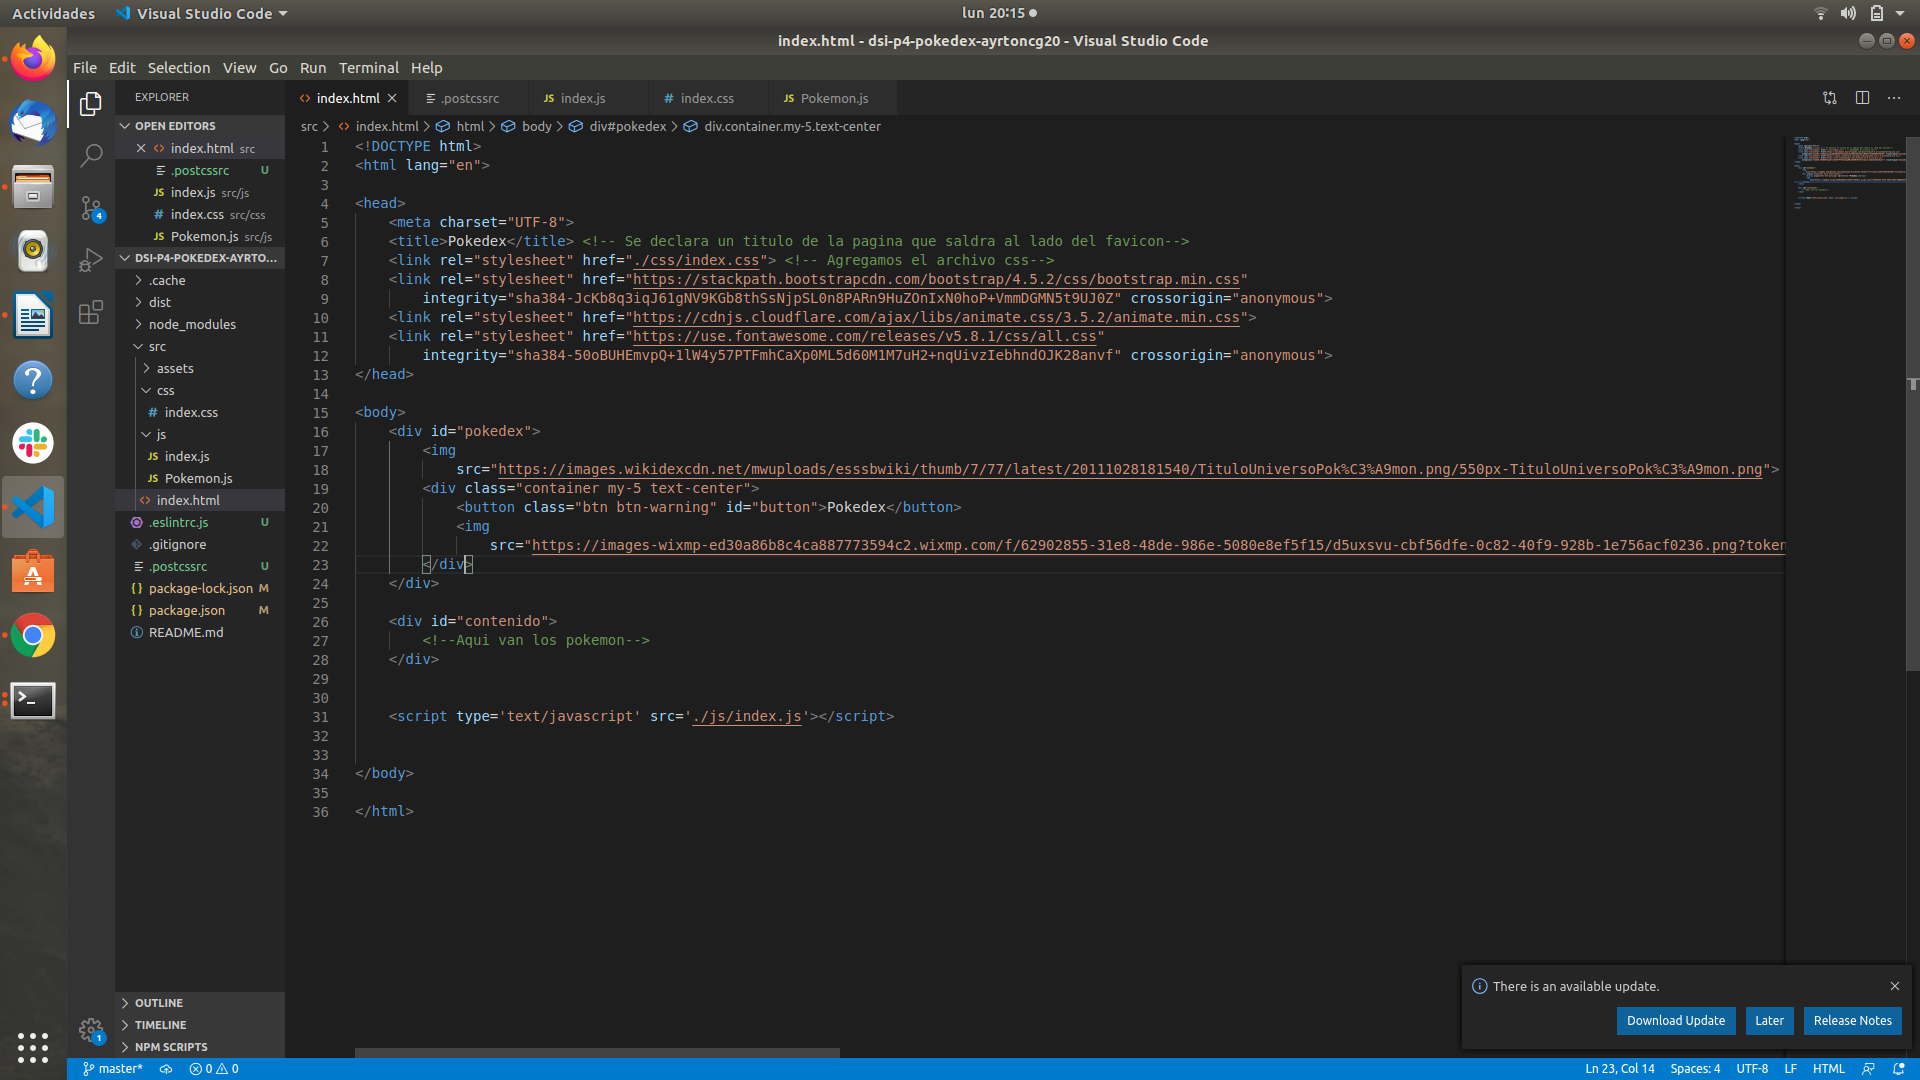 Actividades
Visual Studio Code
lun 20:15
index.html - dsi-p4-pokedex-ayrtoncg20 - Visual Studio Code
File Edit Selection View Go Run Terminal Help
EXPLORER
OPEN EDITORS
index.html src
.postcssrc U
index.js src/js
index.css src/css
Pokemon.js src/js
DSI-P4-POKEDEX-AYRTO...
.cache
dist
node_modules
src
assets
css
index.css
js
index.js
Pokemon.js
index.html
.eslintrc.js U
.gitignore
.postcssrc U
package-lock.json M
package.json M
README.md
OUTLINE
TIMELINE
NPM SCRIPTS
4
1
index.html .postcssrc index.js index.css Pokemon.js
src > index.html > html > body > div#pokedex > div.container.my-5.text-center
1 <!DOCTYPE html>
2 <html lang="en">
3
4 <head>
5 <meta charset="UTF-8">
6 <title>Pokedex</title> <!-- Se declara un titulo de la pagina que saldra al lado del favicon-->
7 <link rel="stylesheet" href="./css/index.css"> <!-- Agregamos el archivo css-->
8 <link rel="stylesheet" href="https://stackpath.bootstrapcdn.com/bootstrap/4.5.2/css/bootstrap.min.css"
9 integrity="sha384-JcKb8q3iqJ61gNV9KGb8thSsNjpSL0n8PARn9HuZOnIxN0hoP+VmmDGMN5t9UJ0Z" crossorigin="anonymous">
10 <link rel="stylesheet" href="https://cdnjs.cloudflare.com/ajax/libs/animate.css/3.5.2/animate.min.css">
11 <link rel="stylesheet" href="https://use.fontawesome.com/releases/v5.8.1/css/all.css"
12 integrity="sha384-50oBUHEmvpQ+1lW4y57PTFmhCaXp0ML5d60M1M7uH2+nqUivzIebhndOJK28anvf" crossorigin="anonymous">
13 </head>
14
15 <body>
16 <div id="pokedex">
17 <img
18 src="https://images.wikidexcdn.net/mwuploads/esssbwiki/thumb/7/77/latest/20111028181540/TituloUniversoPok%C3%A9mon.png/550px-TituloUniversoPok%C3%A9mon.png">
19 <div class="container my-5 text-center">
20 <button class="btn btn-warning" id="button">Pokedex</button>
21 <img
22 src="https://images-wixmp-ed30a86b8c4ca887773594c2.wixmp.com/f/62902855-31e8-48de-986e-5080e8ef5f15/d5uxsvu-cbf56dfe-0c82-40f9-928b-1e756acf0236.png?token
23 </div>
24 </div>
25
26 <div id="contenido">
27 <!--Aqui van los pokemon-->
28 </div>
29
30
31 <script type='text/javascript' src='./js/index.js'></script>
32
33
34 </body>
35
36 </html>
There is an available update.
Download Update Later Release Notes
master* 0 0
Ln 23, Col 14 Spaces: 4 UTF-8 LF HTML